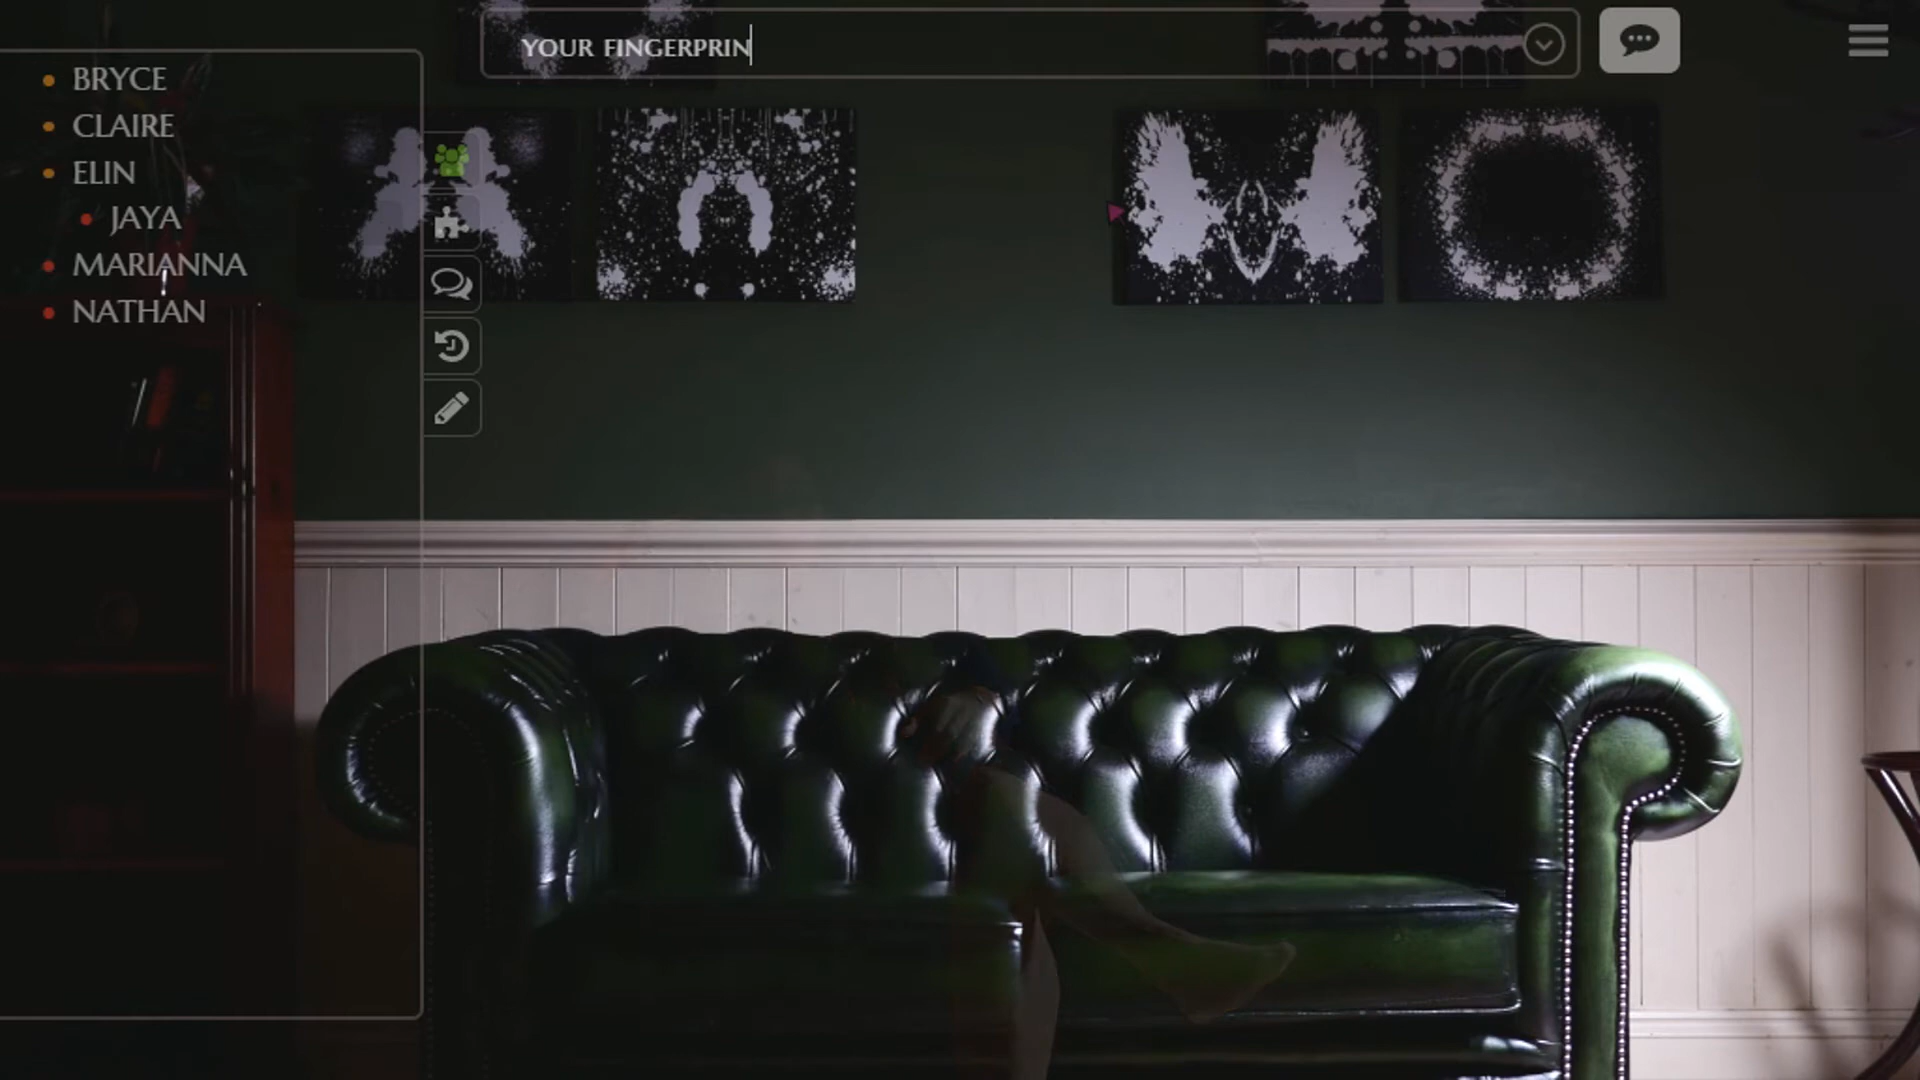 YOUR FINGERPRIN
BRYCE
CLAIRE
ELIN
JAYA
MARIANNA
NATHAN